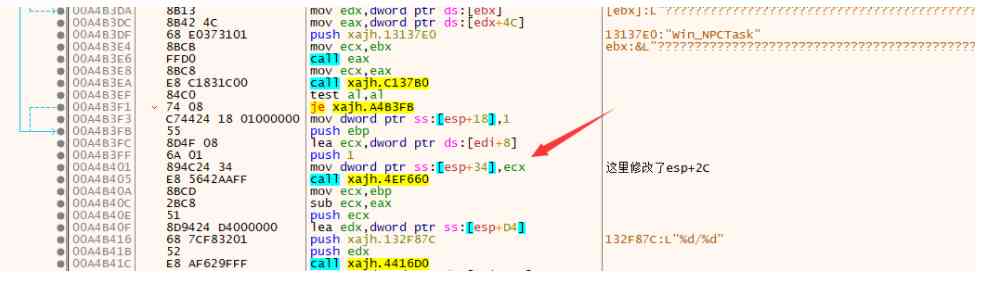 00A4B3DA 8B13 mov edx,dword ptr ds:[ebx] [ebx]:L"??????????????????????????????????????????
00A4B3DC 8B42 4C mov eax,dword ptr ds:[edx+4C]
00A4B3DF 68 E0373101 push xajh.13137E0 13137E0:"Win_NPCTask"
00A4B3E4 8BCB mov ecx,ebx ebx:&L"??????????????????????????????????????????
00A4B3E6 FFD0 call eax
00A4B3E8 8BC8 mov ecx,eax
00A4B3EA E8 C1831C00 call xajh.C137B0
00A4B3EF 84C0 test al,al
00A4B3F1 74 08 je xajh.A4B3FB
00A4B3F3 C74424 18 01000000 mov dword ptr ss:[esp+18],1
00A4B3FB 55 push ebp
00A4B3FC 8D4F 08 lea ecx,dword ptr ds:[edi+8]
00A4B3FF 6A 01 push 1
00A4B401 894C24 34 mov dword ptr ss:[esp+34],ecx 这里修改了esp+2C
00A4B405 E8 5642AAFF call xajh.4EF660
00A4B40A 8BCD mov ecx,ebp
00A4B40C 2BC8 sub ecx,eax
00A4B40E 51 push ecx
00A4B40F 8D9424 D4000000 lea edx,dword ptr ss:[esp+D4]
00A4B416 68 7CF83201 push xajh.132F87C 132F87C:L"%d/%d"
00A4B41B 52 push edx
00A4B41C E8 AF629FFF call xajh.4416D0